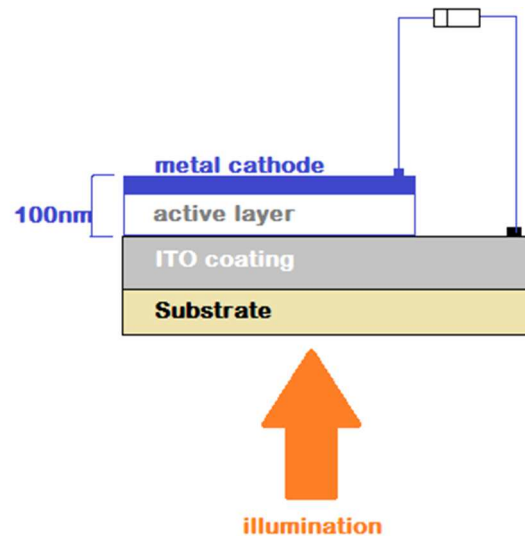 metal cathode
100nm
active layer
ITO coating
Substrate
illumination